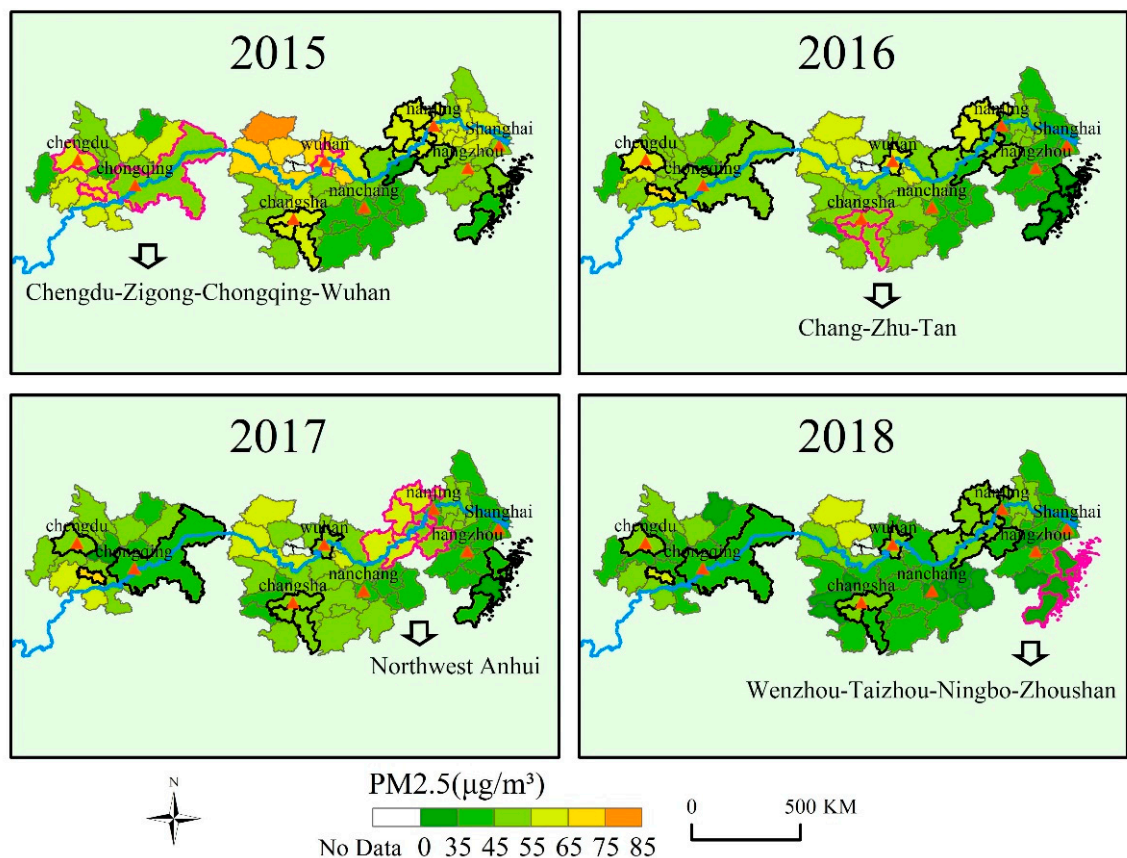 2015
chengdu
chongqing
wuhan
changsha
nanchang
nanjing
Shanghai
hangzhou
Chengdu-Zigong-Chongqing-Wuhan
2016
chengdu
chongqing
wuhan
changsha
nanchang
nanjing
Shanghai
hangzhou
Chang-Zhu-Tan
2017
chengdu
chongqing
wuhan
changsha
nanchang
nanjing
Shanghai
hangzhou
Northwest Anhui
2018
chengdu
chongqing
wuhan
changsha
nanchang
nanjing
Shanghai
hangzhou
Wenzhou-Taizhou-Ningbo-Zhoushan
N
PM2.5(μg/m³)
No Data 0 35 45 55 65 75 85
0 500 KM